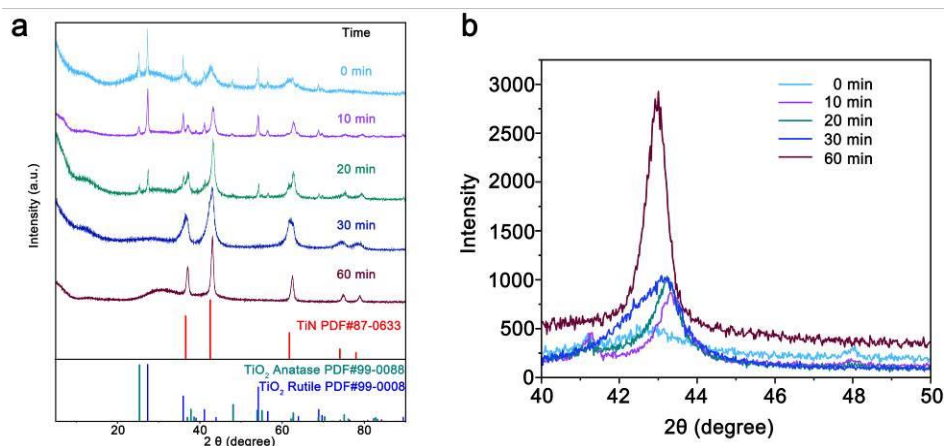 a
Time
0 min
10 min
20 min
30 min
60 min
TiN PDF#87-0633
TiO2 Anatase PDF#99-0088
TiO2 Rutile PDF#99-0008
Intensity (a.u.)
20 40 60 80
2 θ (degree)
b
0 min
10 min
20 min
30 min
60 min
3000
2500
2000
1500
1000
500
0
Intensity
40 42 44 46 48 50
2θ (degree)